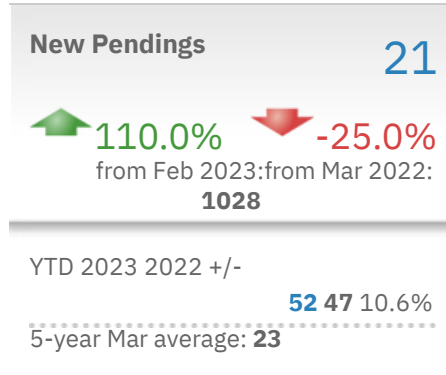 New Pendings
21
110.0% -25.0%
from Feb 2023:from Mar 2022:
1028
YTD 2023 2022 +/-
52 47 10.6%
5-year Mar average: 23